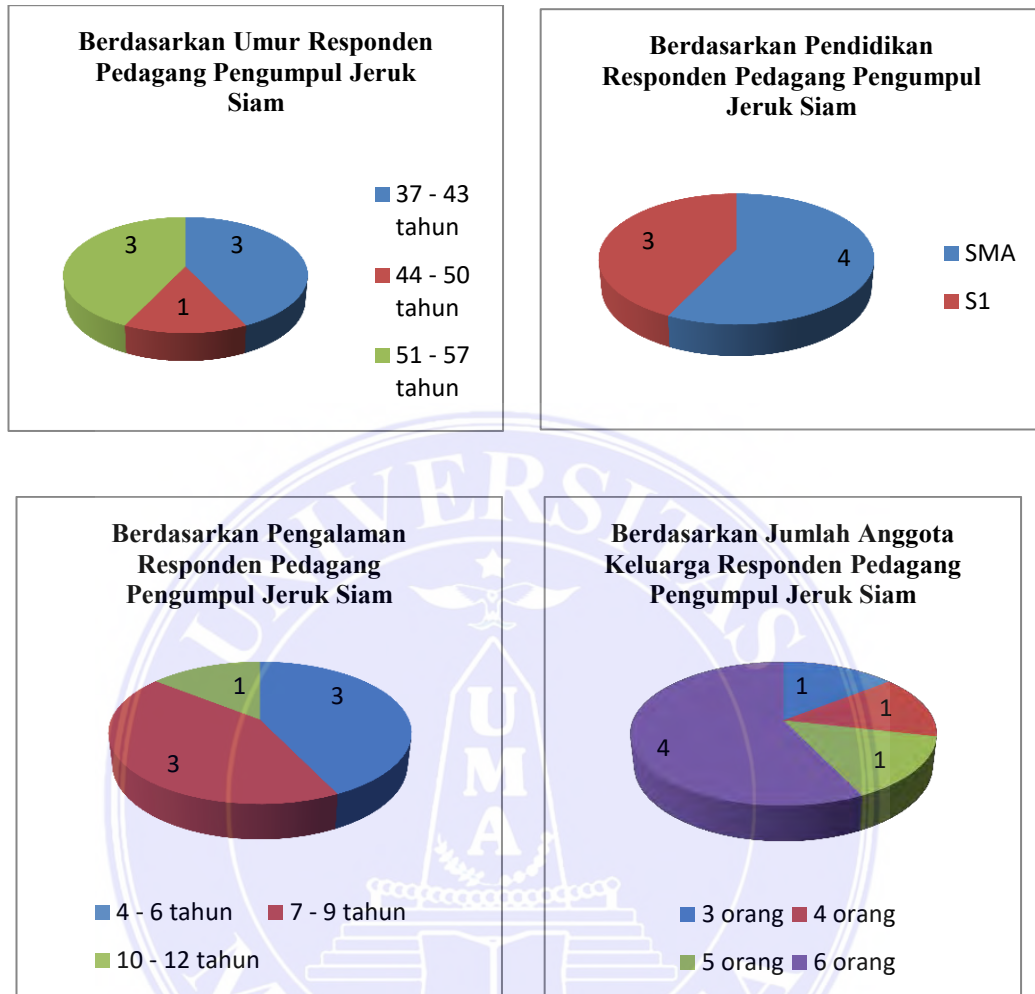 Berdasarkan Umur Responden
Pedagang Pengumpul Jeruk
Siam
3
3
1
37 - 43
tahun
44 - 50
tahun
51 - 57
tahun
Berdasarkan Pendidikan
Responden Pedagang Pengumpul
Jeruk Siam
3
4
SMA
S1
Berdasarkan Pengalaman
Responden Pedagang
Pengumpul Jeruk Siam
1
3
3
4 - 6 tahun
7 - 9 tahun
10 - 12 tahun
Berdasarkan Jumlah Anggota
Keluarga Responden Pedagang
Pengumpul Jeruk Siam
1
1
4
1
3 orang
4 orang
5 orang
6 orang
UNIVERSITAS
UMA